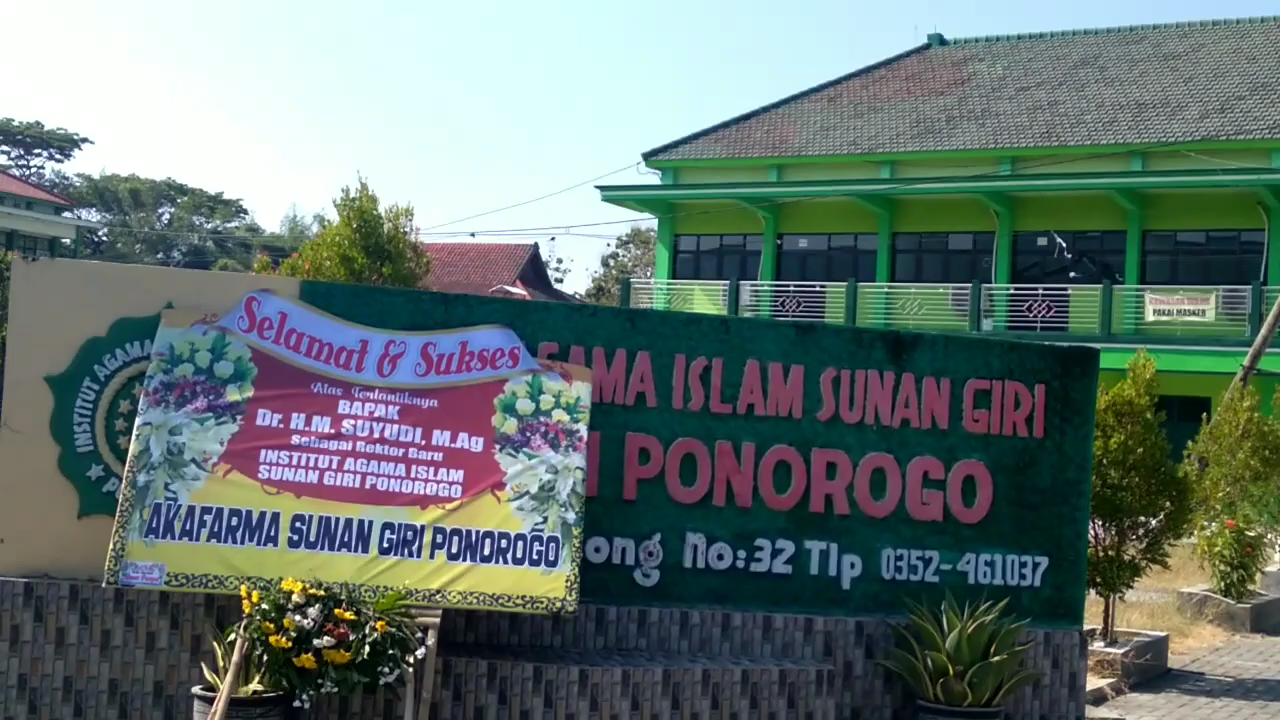 INSTITUT AGAMA
Selamat & Sukses
Atas Terlantiknya
BAPAK
Dr. H.M. SUYUDI, M.Ag
Sebagai Rektor Baru
INSTITUT AGAMA ISLAM
SUNAN GIRI PONOROGO
AKAFARMA SUNAN GIRI PONOROGO
GAMA ISLAM SUNAN GIRI
I PONOROGO
ong No:32 Tlp 0352-461037
PAKAI MASKER